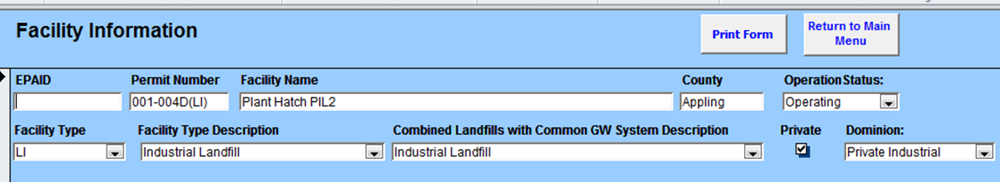 Facility Information
Print Form
Return to Main
Menu
EPAID Permit Number Facility Name County OperationStatus:
001-004D(LI) Plant Hatch PIL2 Appling Operating
Facility Type Facility Type Description Combined Landfills with Common GW System Description Private Dominion:
LI Industrial Landfill Industrial Landfill Private Industrial